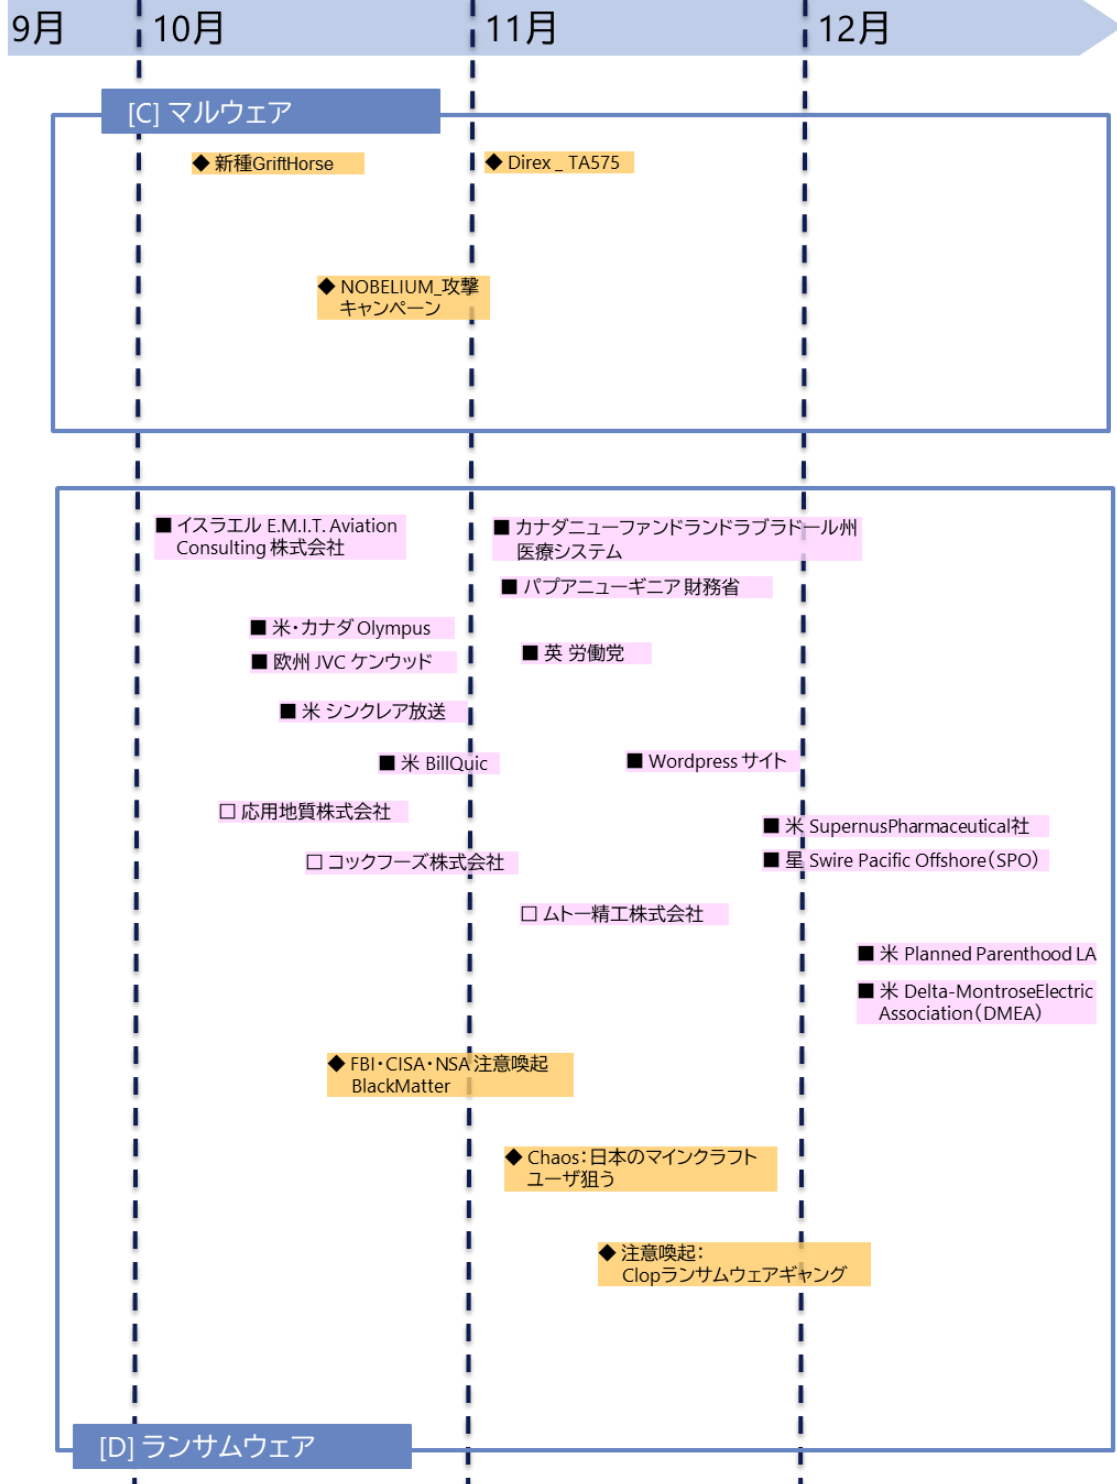 9月 10月 11月 12月
[C] マルウェア
◆ 新種GriftHorse
◆ Direx _ TA575
◆ NOBELIUM_攻撃
キャンペーン
■ イスラエル E.M.I.T. Aviation
Consulting 株式会社
■ カナダニューファンドランドラブラドール州
医療システム
■ パプアニューギニア 財務省
■ 米・カナダ Olympus
■ 英 労働党
■ 欧州 JVC ケンウッド
■ 米 シンクレア放送
■ 米 BillQuic
■ Wordpress サイト
□ 応用地質株式会社
■ 米 SupernusPharmaceutical社
□ コックフーズ株式会社
■ 星 Swire Pacific Offshore（SPO）
□ ムトー精工株式会社
■ 米 Planned Parenthood LA
■ 米 Delta-MontroseElectric
Association（DMEA）
◆ FBI・CISA・NSA 注意喚起
BlackMatter
◆ Chaos：日本のマインクラフト
ユーザ狙う
◆ 注意喚起：
Clopランサムウェアギャング
[D] ランサムウェア